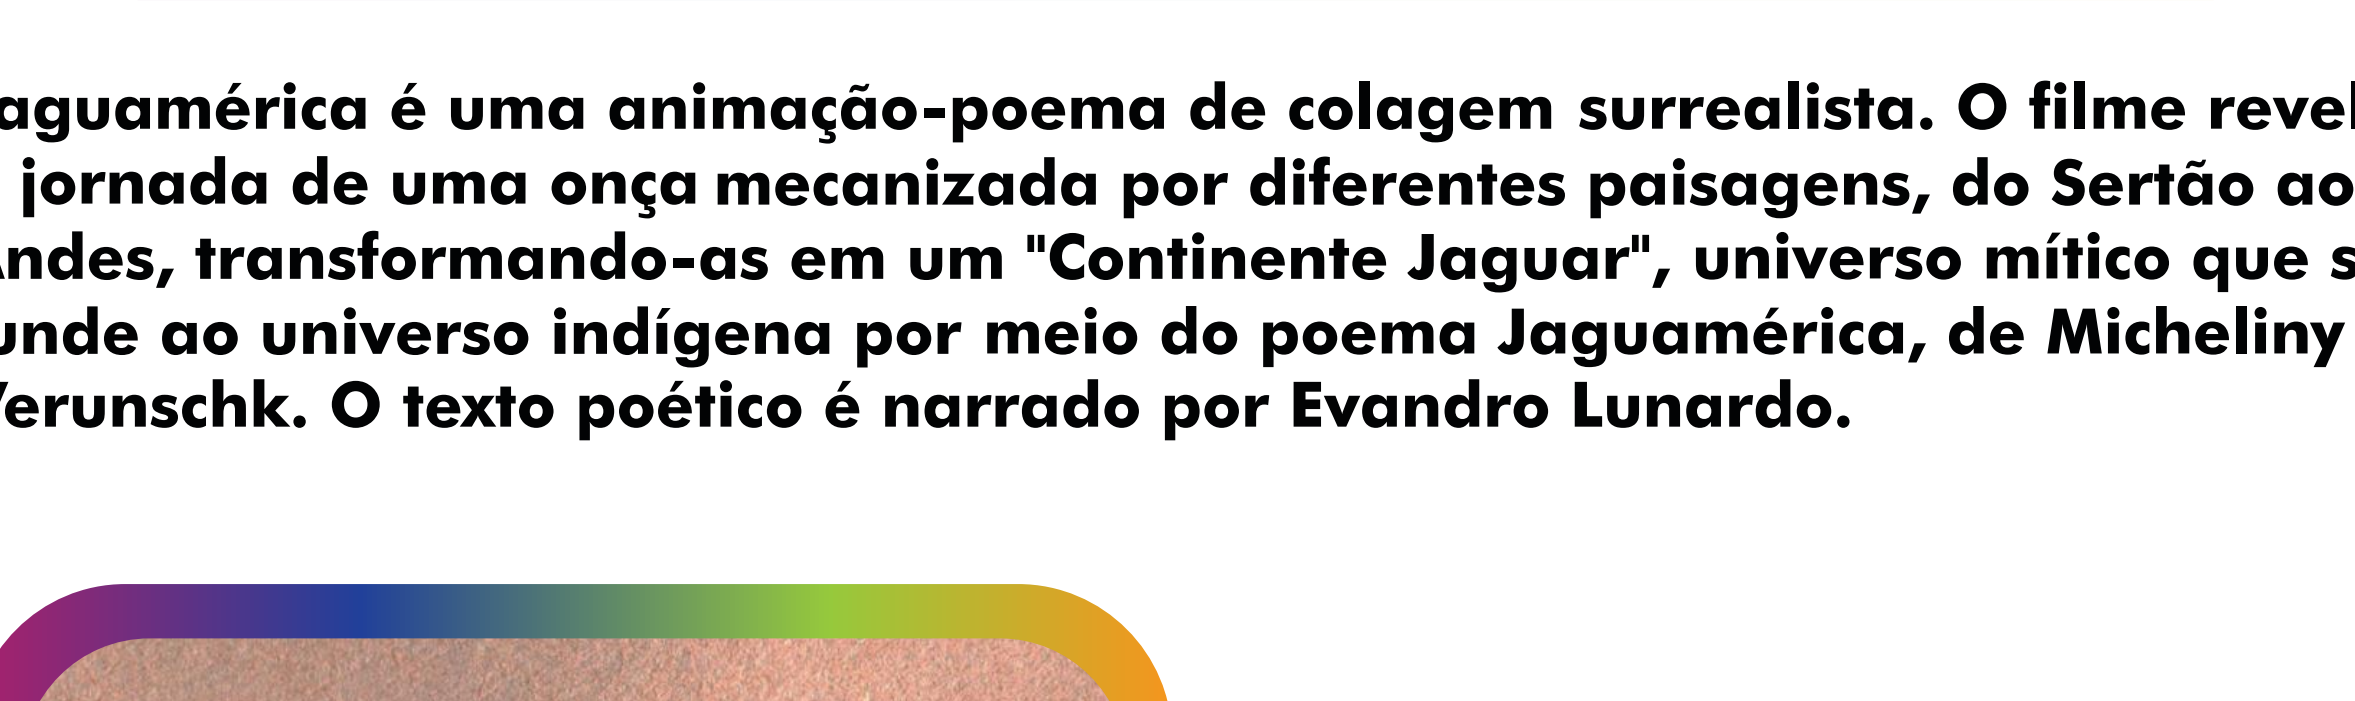 aguamérica é uma animação-poema de colagem surrealista. O filme revel
jornada de uma onça mecanizada por diferentes paisagens, do Sertão ao
ndes, transformando-as em um "Continente Jaguar", universo mítico que s
unde ao universo indígena por meio do poema Jaguamérica, de Micheliny
erunschk. O texto poético é narrado por Evandro Lunardo.